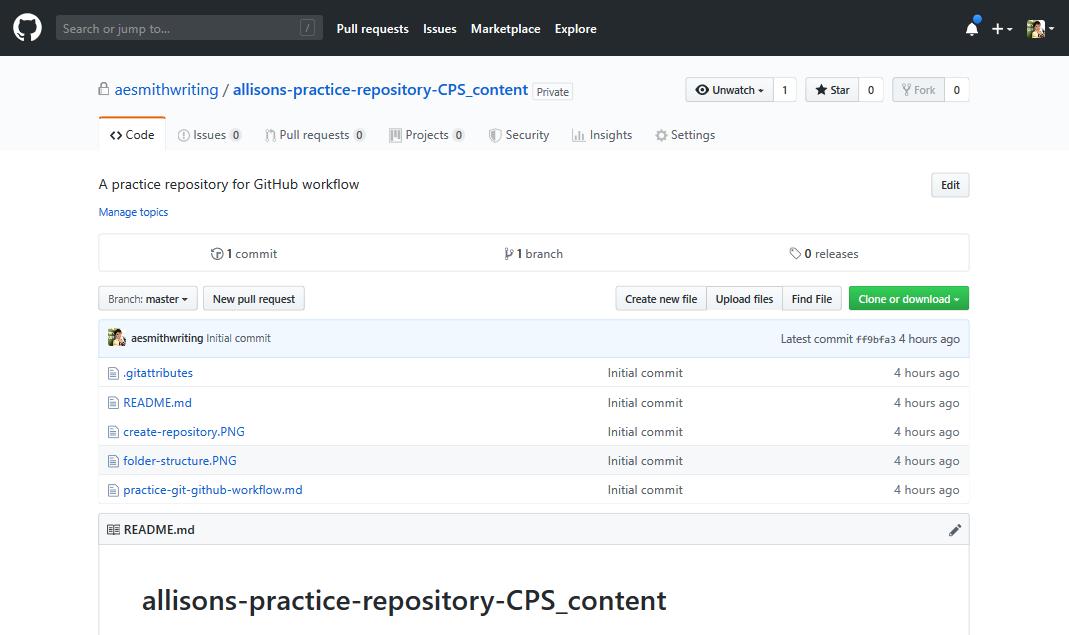 Search or jump to... / Pull requests Issues Marketplace Explore
aesmithwriting / allisons-practice-repository-CPS_content Private Unwatch 1 Star 0 Fork 0
Code Issues 0 Pull requests 0 Projects 0 Security Insights Settings
A practice repository for GitHub workflow Edit
Manage topics
1 commit 1 branch 0 releases
Branch: master New pull request Create new file Upload files Find File Clone or download
aesmithwriting Initial commit Latest commit ff9bfa3 4 hours ago
.gitattributes Initial commit 4 hours ago
README.md Initial commit 4 hours ago
create-repository.PNG Initial commit 4 hours ago
folder-structure.PNG Initial commit 4 hours ago
practice-git-github-workflow.md Initial commit 4 hours ago
README.md
allisons-practice-repository-CPS_content